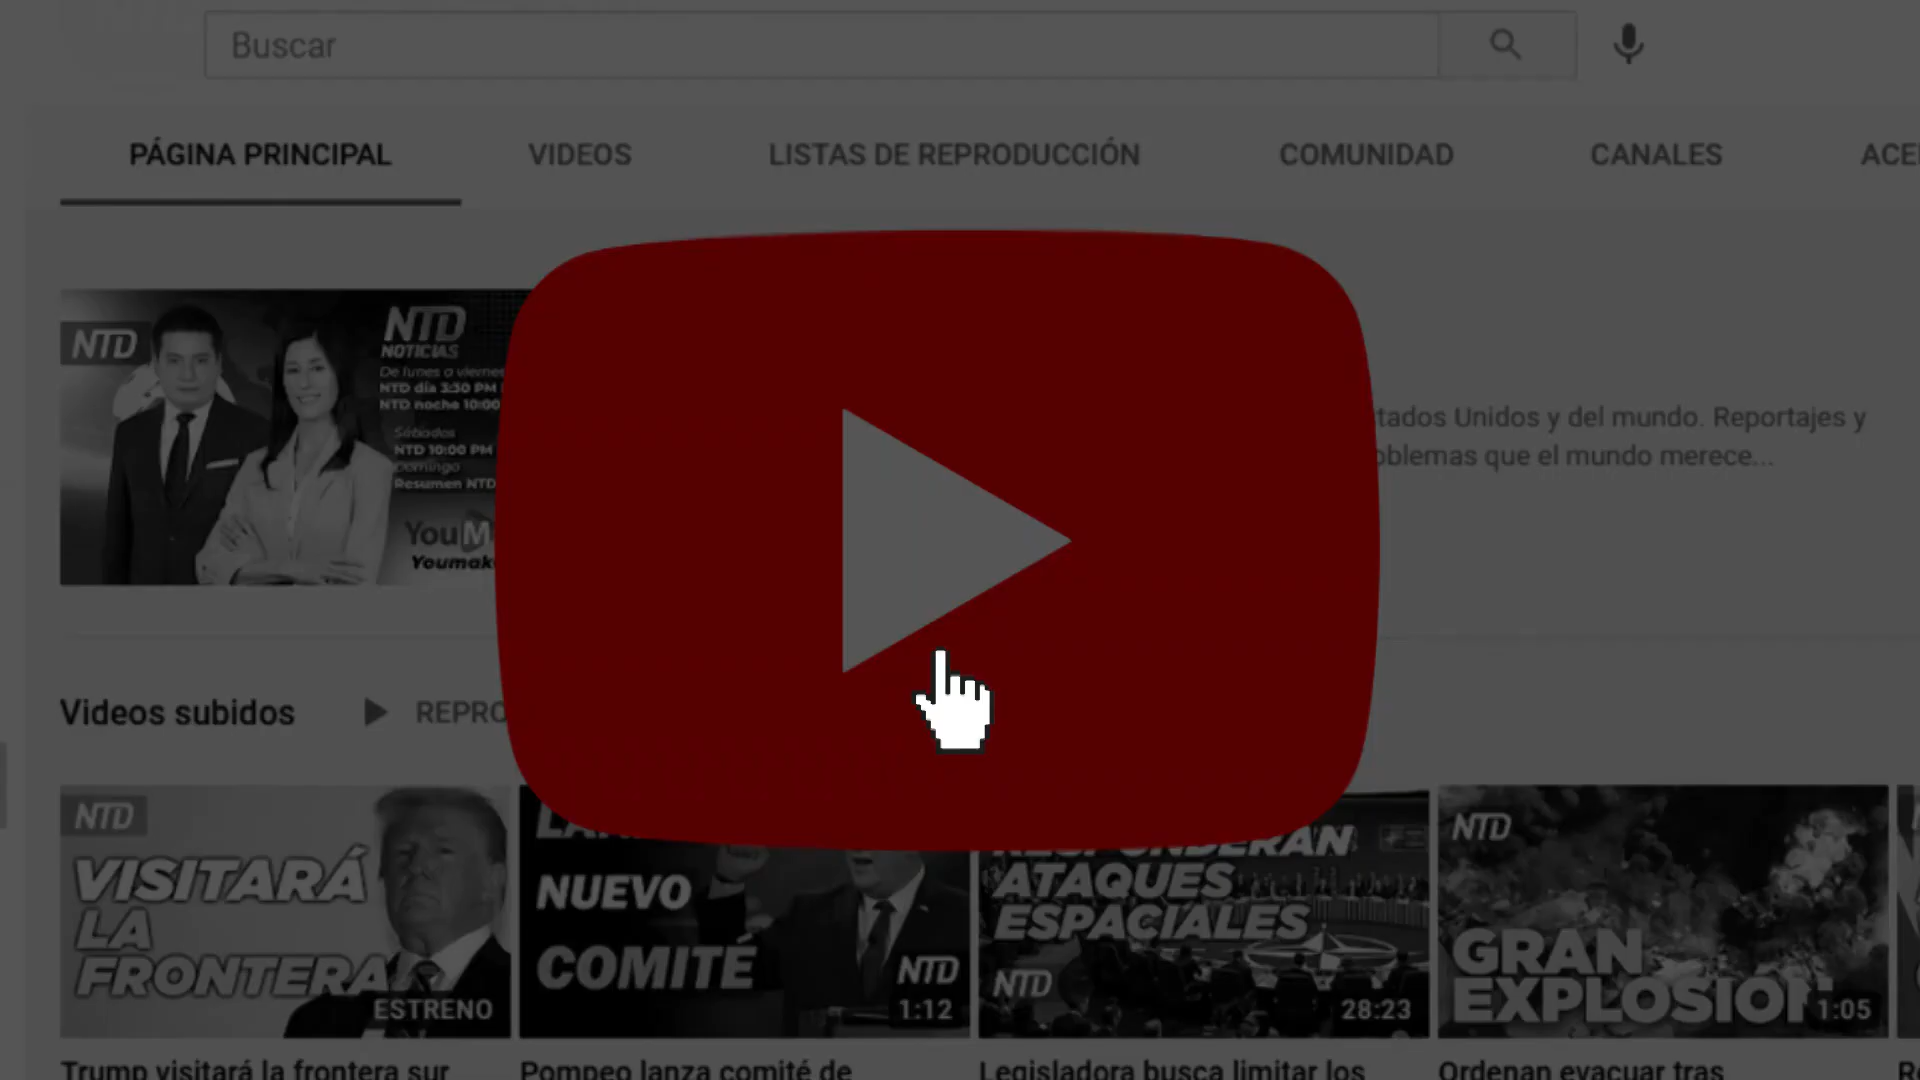 Buscar
PÁGINA PRINCIPAL
VIDEOS
LISTAS DE REPRODUCCIÓN
COMUNIDAD
CANALES
NTD
NTD
NOTICIAS
De lunes a viernes
NTD día 3:30 PM
NTD noche 10:00
Sábados
NTD 10:00 PM
Domingo
Resumen NTD
YouM
Youmak
tados Unidos y del mundo. Reportajes y
oblemas que el mundo merece...
Videos subidos
REPRO
NTD
VISITARÁ
LA
FRONTERA
ESTRENO
NUEVO
COMITÉ
NTD
1:12
RESPONDERÁN
ATAQUES
ESPACIALES
NTD
28:23
NTD
GRAN
EXPLOSIÓN
1:05
Trump visitará la frontera sur
Pompeo lanza comité de
Legisladora busca limitar los
Ordenan evacuar tras